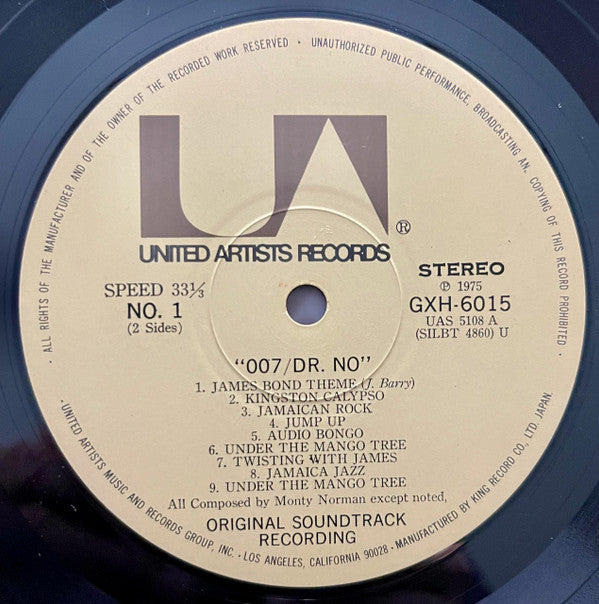 ALL RIGHTS OF THE MANUFACTURER AND OF THE OWNER OF THE RECORDED WORK RESERVED · UNAUTHORIZED PUBLIC PERFORMANCE, BROADCASTING AN. COPYING OF THIS RECORD PROHIBITED
UA
®
UNITED ARTISTS RECORDS
SPEED 33⅓
NO. 1
(2 Sides)
STEREO
Ⓟ 1975
GXH-6015
UAS 5108 A
(SILBT 4860) U
"007/DR. NO"
1. JAMES BOND THEME (J. Barry)
2. KINGSTON CALYPSO
3. JAMAICAN ROCK
4. JUMP UP
5. AUDIO BONGO
6. UNDER THE MANGO TREE
7. TWISTING WITH JAMES
8. JAMAICA JAZZ
9. UNDER THE MANGO TREE
All Composed by Monty Norman except noted,
ORIGINAL SOUNDTRACK
RECORDING
· UNITED ARTISTS MUSIC AND RECORDS GROUP, INC. · LOS ANGELES, CALIFORNIA 90028 · MANUFACTURED BY KING RECORD CO., LTD. JAPAN.